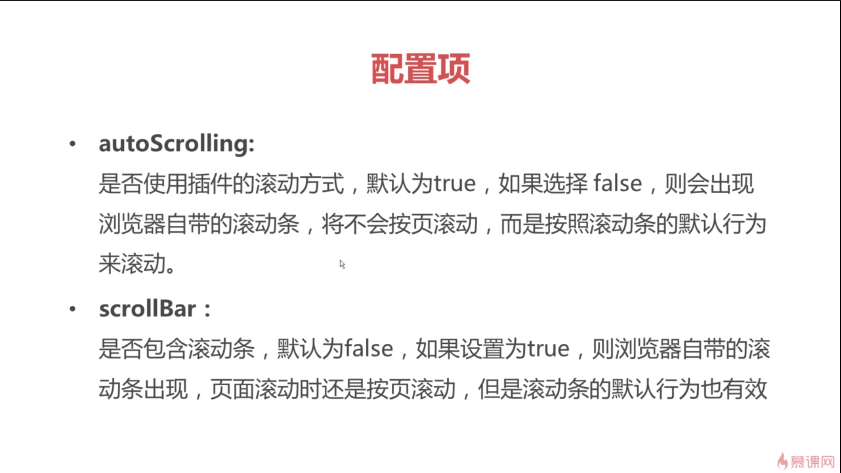 配置项
• autoScrolling:
是否使用插件的滚动方式，默认为true，如果选择 false，则会出现
浏览器自带的滚动条，将不会按页滚动，而是按照滚动条的默认行为
来滚动。
• scrollBar：
是否包含滚动条，默认为false，如果设置为true，则浏览器自带的滚
动条出现，页面滚动时还是按页滚动，但是滚动条的默认行为也有效
慕课网